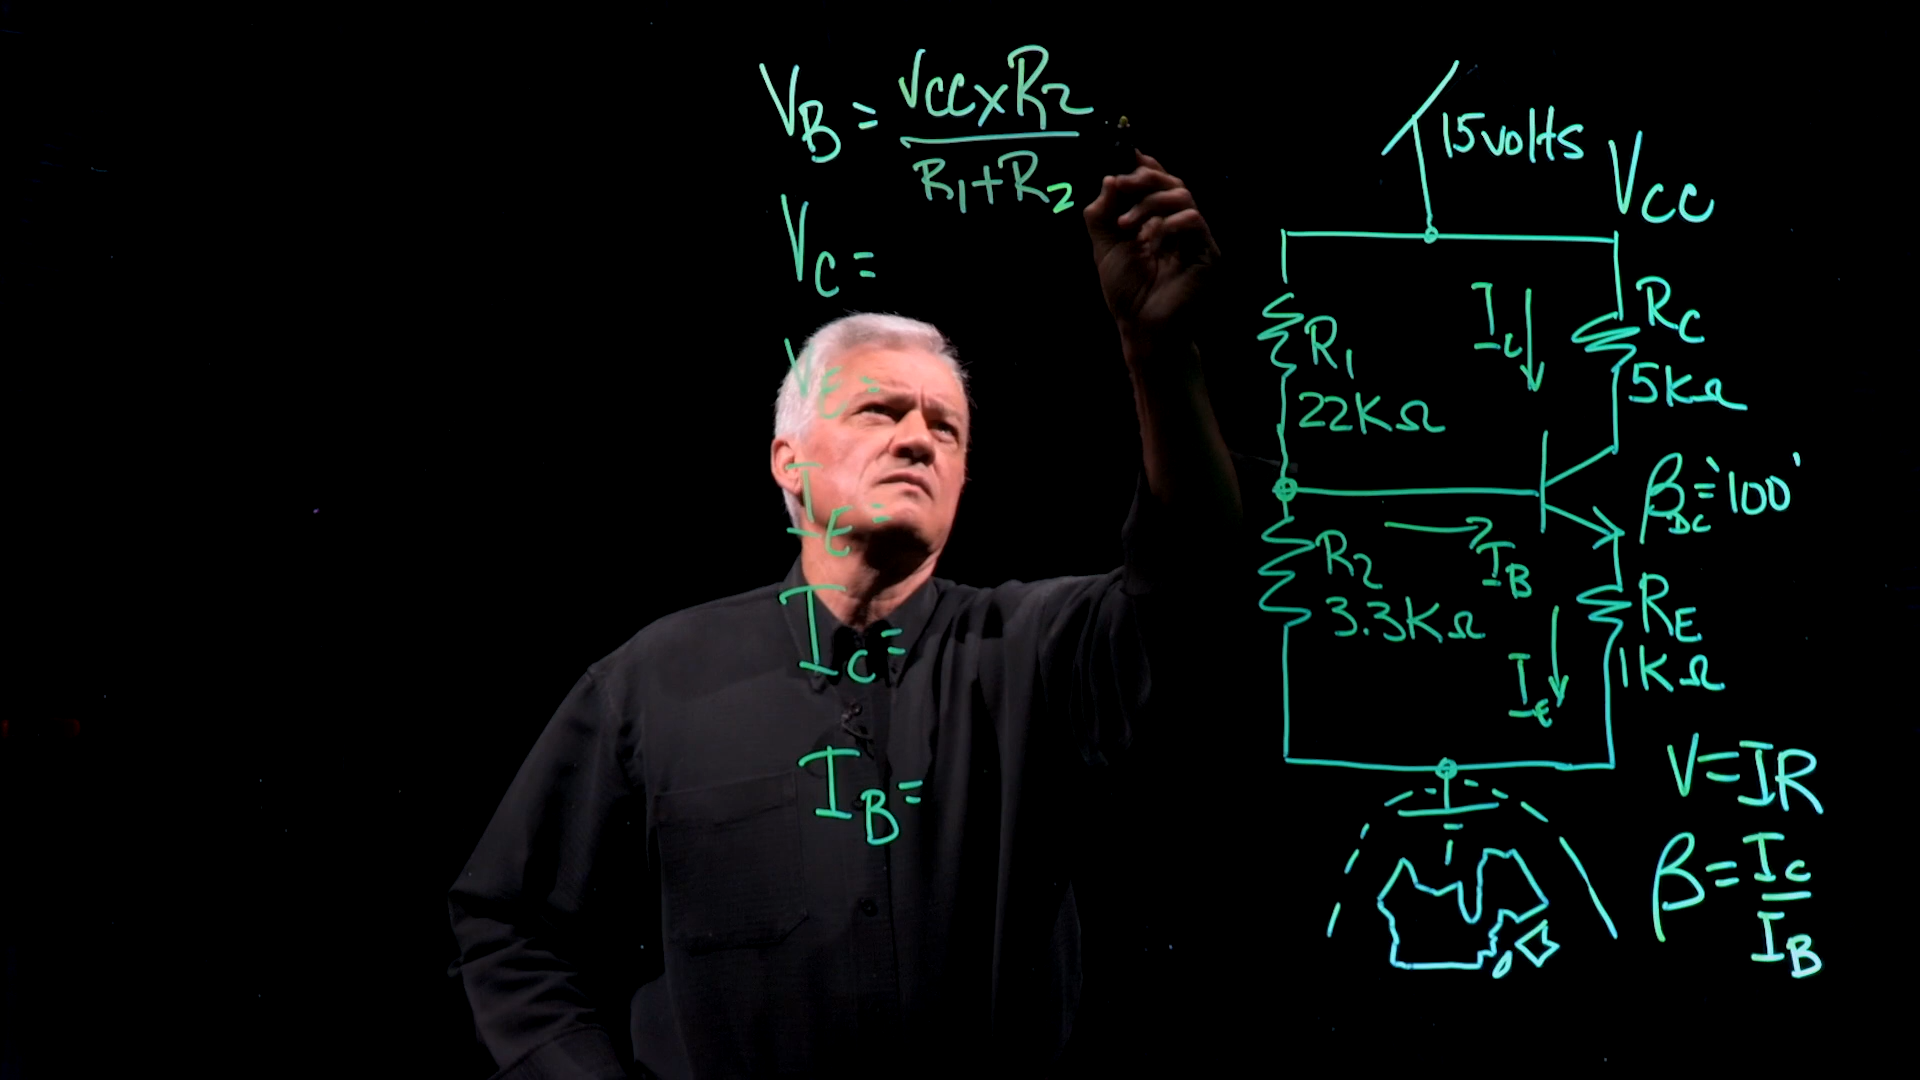 VB = VCC x R2
R1 + R2
VC =
VE =
IE =
IC =
IB =
15 volts
VCC
IC
RC
5KΩ
R1
22KΩ
βDC = '100'
IB
R2
3.3KΩ
RE
1KΩ
IE
V = IR
β = IC
IB